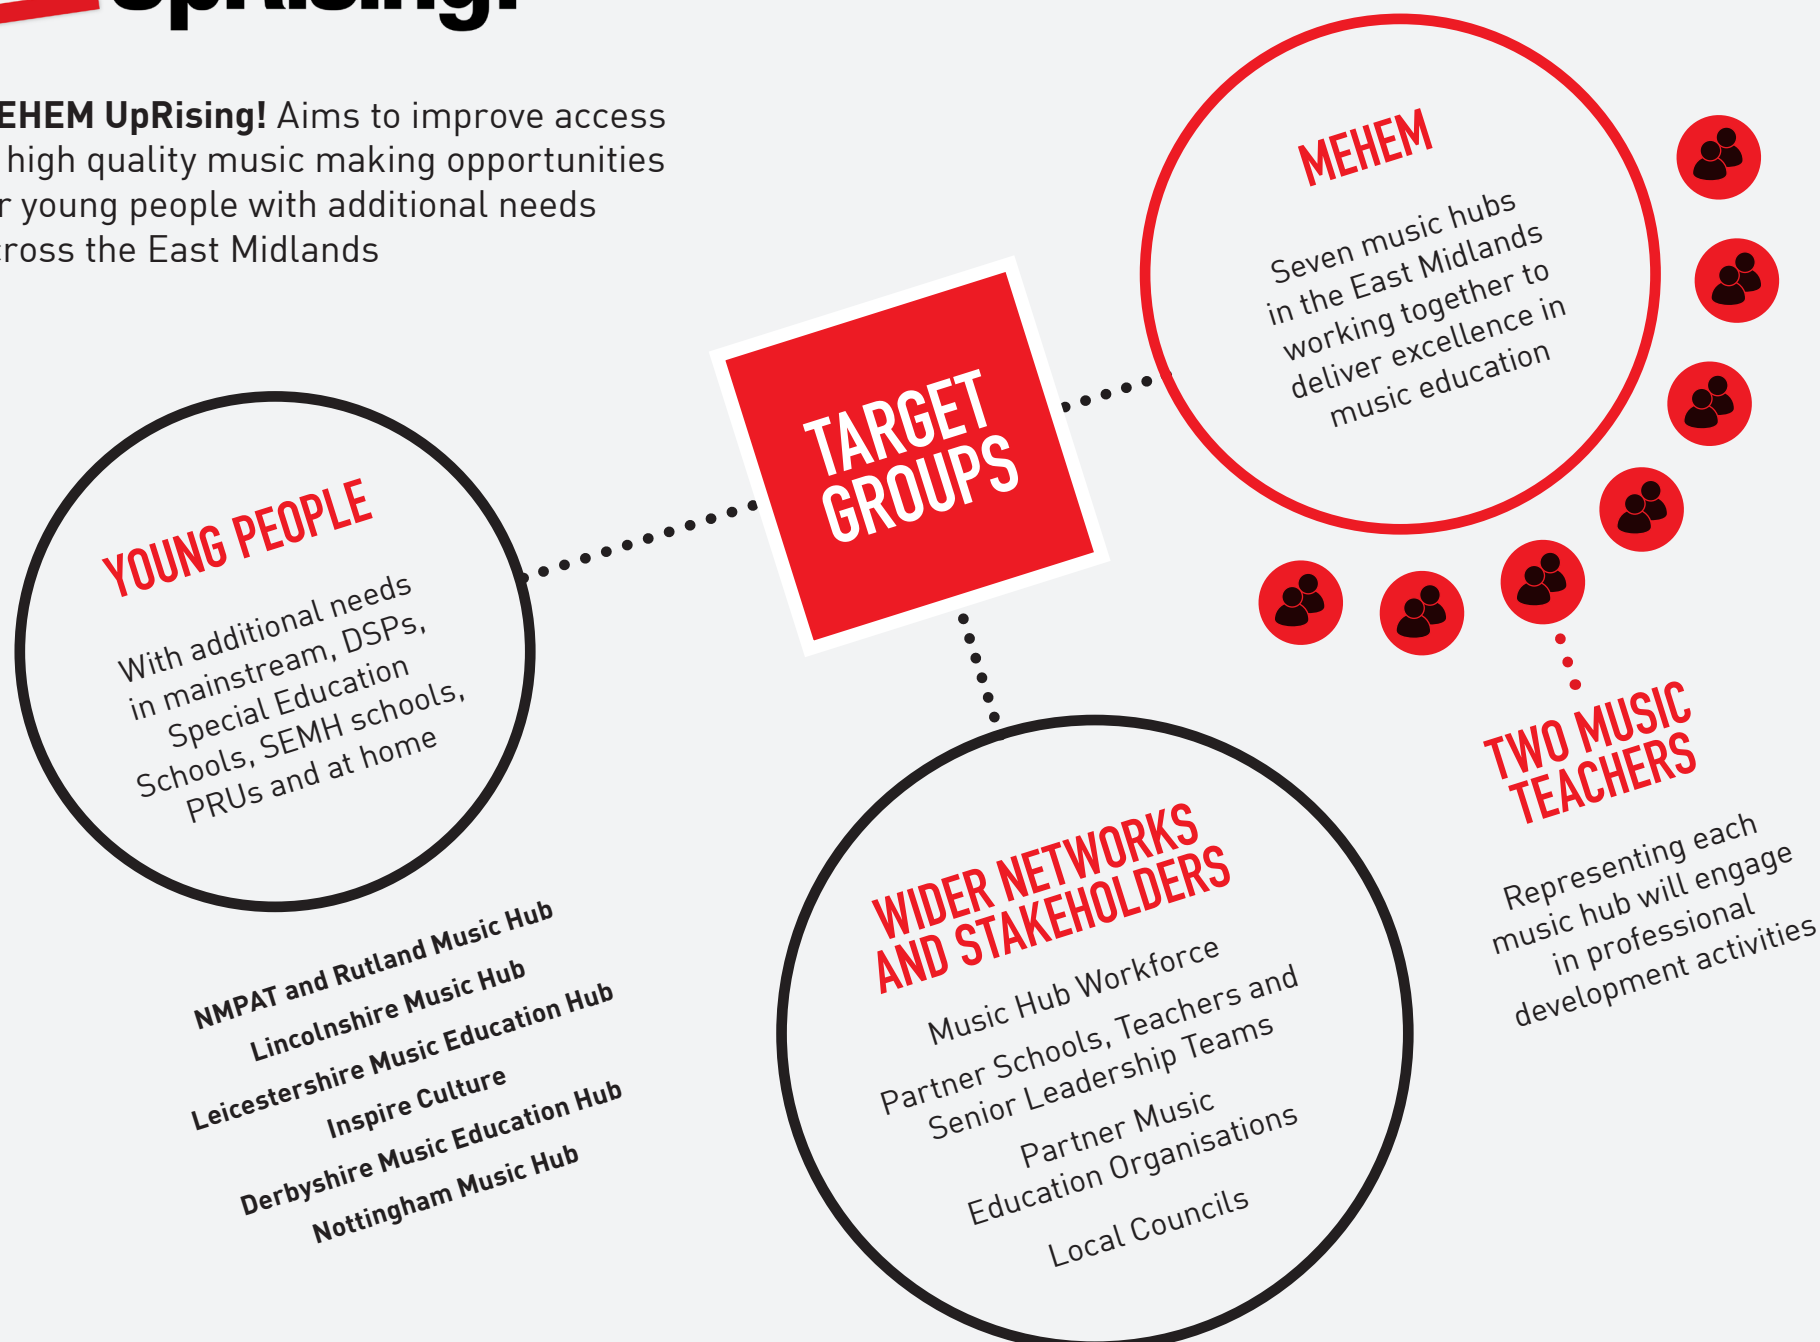 UpRising!
EHEM UpRising! Aims to improve access
high quality music making opportunities
r young people with additional needs
ross the East Midlands
MEHEM
Seven music hubs
in the East Midlands
working together to
deliver excellence in
music education
TARGET
GROUPS
YOUNG PEOPLE
With additional needs
in mainstream, DSPs,
Special Education
Schools, SEMH schools,
PRUs and at home
TWO MUSIC
TEACHERS
Representing each
music hub will engage
in professional
development activities
WIDER NETWORKS
AND STAKEHOLDERS
Music Hub Workforce
Partner Schools, Teachers and
Senior Leadership Teams
Partner Music
Education Organisations
Local Councils
NMPAT and Rutland Music Hub
Lincolnshire Music Hub
Leicestershire Music Education Hub
Inspire Culture
Derbyshire Music Education Hub
Nottingham Music Hub